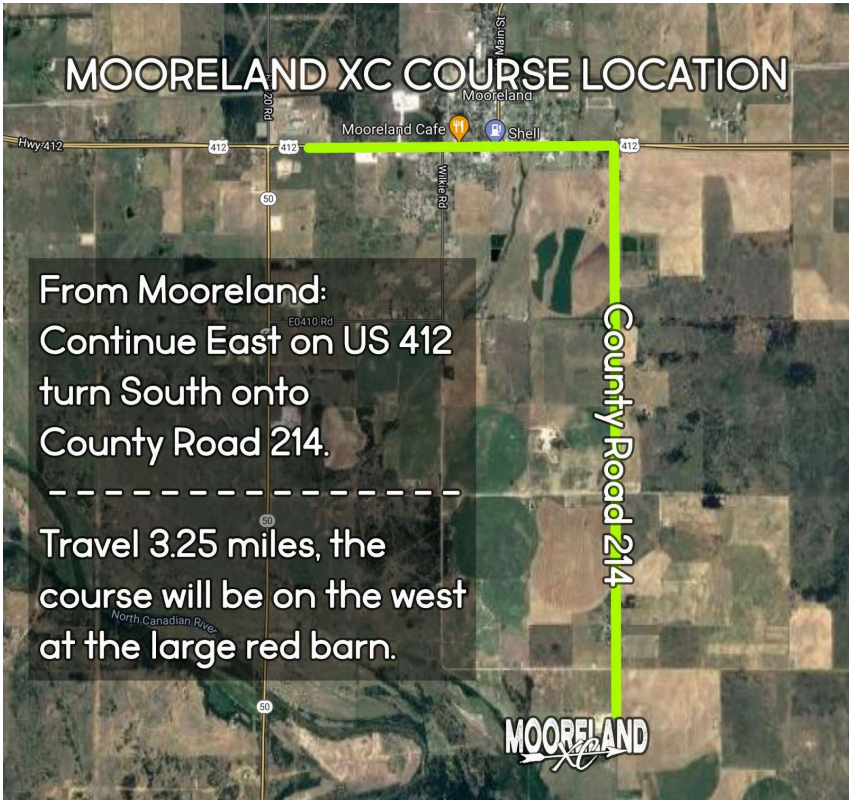 Main St
MOORELAND XC COURSE LOCATION
20 Rd
Mooreland
Mooreland Cafe
Shell
Hwy 412
412
412
412
50
Wilkie Rd
From Mooreland:
E0410 Rd
Continue East on US 412
turn South onto
County Road 214.
County Road 214
50
Travel 3.25 miles, the
course will be on the west
North Canadian River
at the large red barn.
50
MOORELAND
XC